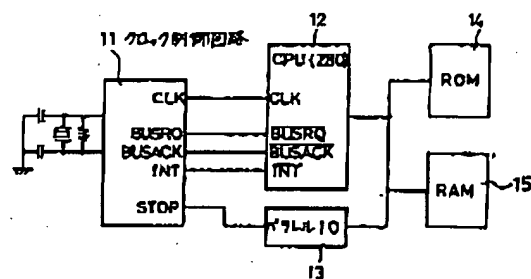 11 クロック制御回路
12
14
CPU (Z80)
CLK
CLK
ROM
BUSRQ
BUSRQ
BUSACK
BUSACK
INT
INT
STOP
パラレルIO
RAM
15
13